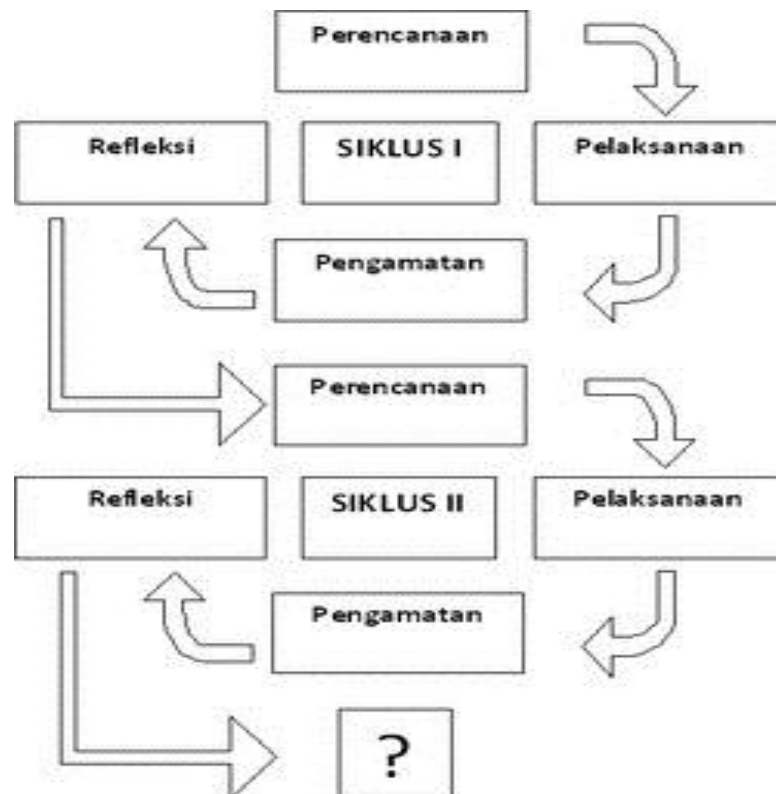 Perencanaan
Refleksi
SIKLUS I
Pelaksanaan
Pengamatan
Perencanaan
Refleksi
SIKLUS II
Pelaksanaan
Pengamatan
?